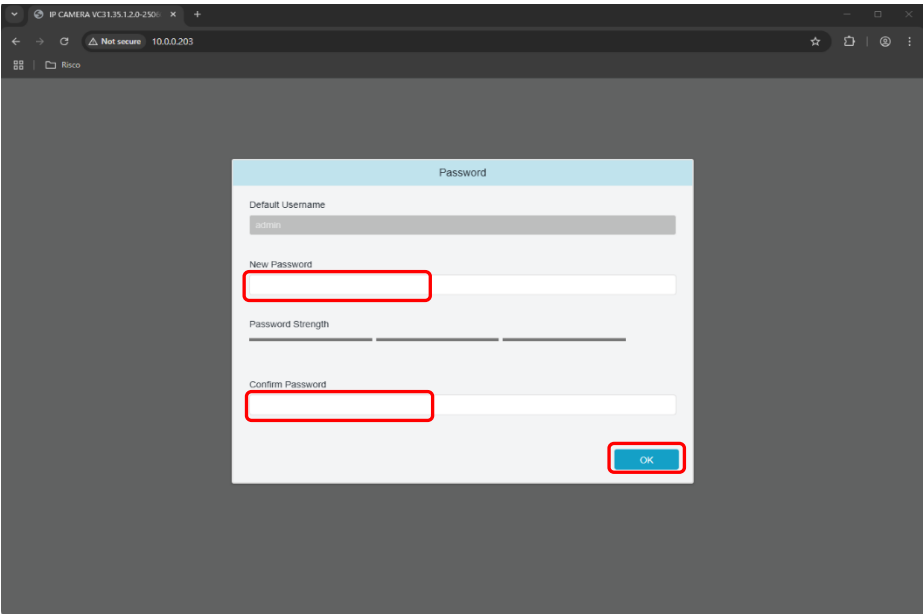 IP CAMERA VC31.35.1.2.0-2506
Not secure 10.0.0.203
Risco
Password
Default Username
admin
New Password
Password Strength
Confirm Password
OK